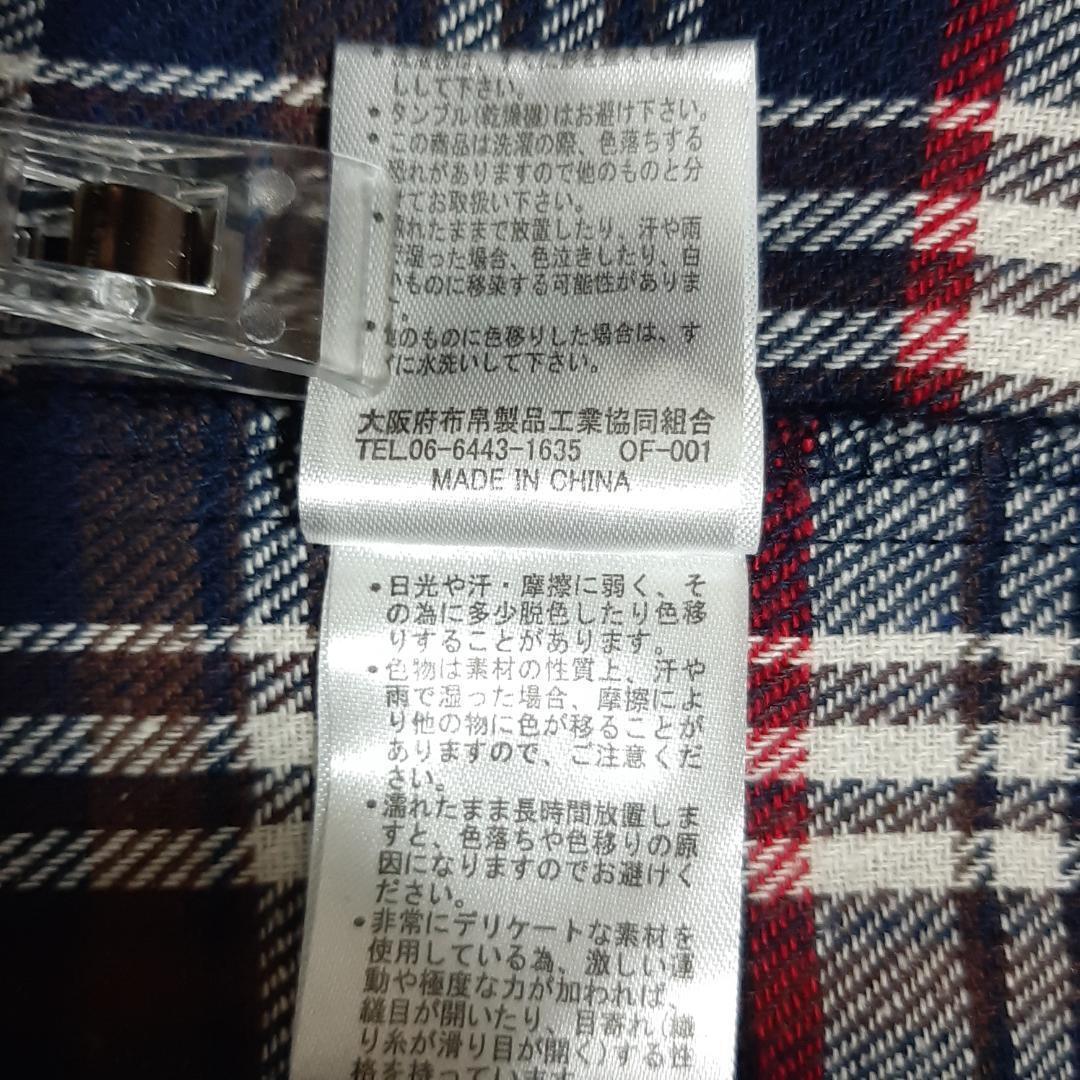 しして下さい。
•タンブル(乾燥機)はお避け下さい。
•この商品は洗濯の際、色落ちする
恐れがありますので他のものと分
てお取扱い下さい。
れたままで放置したり、汗や雨
湿った場合、色泣きしたり、白
ものに移染する可能性がありま
。
のものに色移りした場合は、す
に水洗いして下さい。
大阪府布帛製品工業協同組合
TEL.06-6443-1635 OF-001
MADE IN CHINA
•日光や汗・摩擦に弱く、そ
の為に多少脱色したり色移
りすることがあります。
•色物は素材の性質上、汗や
雨で湿った場合、摩擦によ
り他の物に色が移ることが
ありますので、ご注意くだ
さい。
•濡れたまま長時間放置しま
すと、色落ちや色移りの原
因になりますのでお避けく
ださい。
•非常にデリケートな素材を
使用している為、激しい運
動や極度な力が加われば、
縫目が開いたり、目寄れ(織
り糸が滑り目が開く)する性
格を持っています